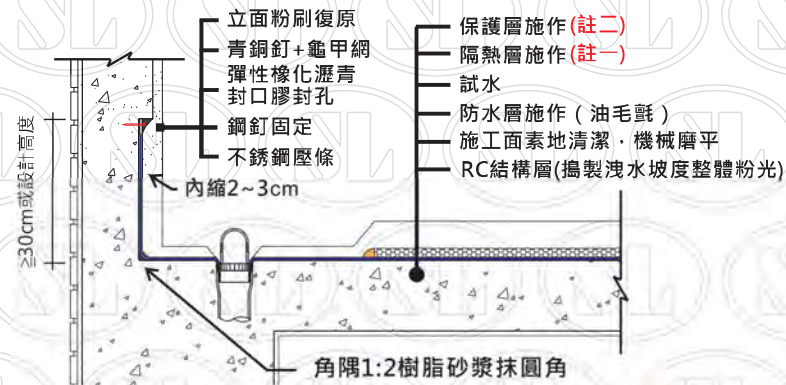 立面粉刷復原
青銅釘+龜甲網
彈性橡化瀝青
封口膠封孔
鋼釘固定
不銹鋼壓條
保護層施作(註二)
隔熱層施作(註一)
試水
防水層施作（油毛氈）
施工面素地清潔，機械磨平
RC結構層(搗製洩水坡度整體粉光)
≧30cm或設計高度
內縮2~3cm
角隅1:2樹脂砂漿抹圓角
SL